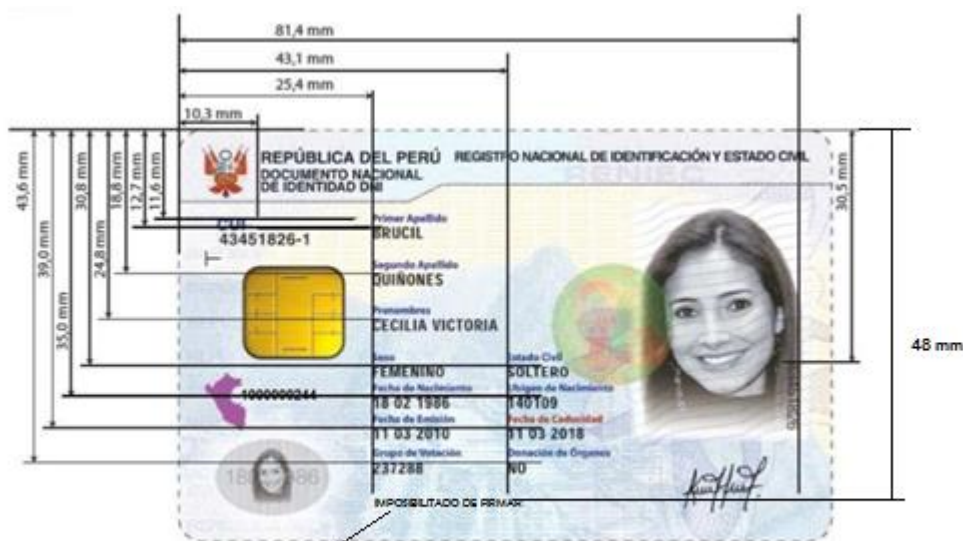 81,4 mm
43,1 mm
25,4 mm
10,3 mm
43,6 mm
39,0 mm
35,0 mm
30,8 mm
24,8 mm
18,8 mm
12,7 mm
11,6 mm
30,5 mm
48 mm
REPÚBLICA DEL PERÚ REGISTRO NACIONAL DE IDENTIFICACIÓN Y ESTADO CIVIL
DOCUMENTO NACIONAL
DE IDENTIDAD DNI
RENIEC
CUI
43451826-1
Primer Apellido
BRUCIL
Segundo Apellido
QUIÑONES
Prenombres
CECILIA VICTORIA
Sexo Estado Civil
FEMENINO SOLTERO
Fecha de Nacimiento Ubigeo de Nacimiento
18 02 1986 140109
1000000244
Fecha de Emisión Fecha de Caducidad
11 03 2010 11 03 2018
Grupo de Votación Donación de Órganos
237288 NO
IMPOSIBILITADO DE FIRMAR